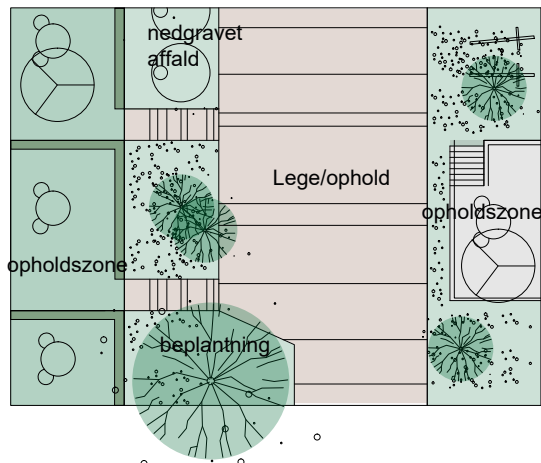 nedgravet
affald
Lege/ophold
opholdszone
opholdszone
beplantning